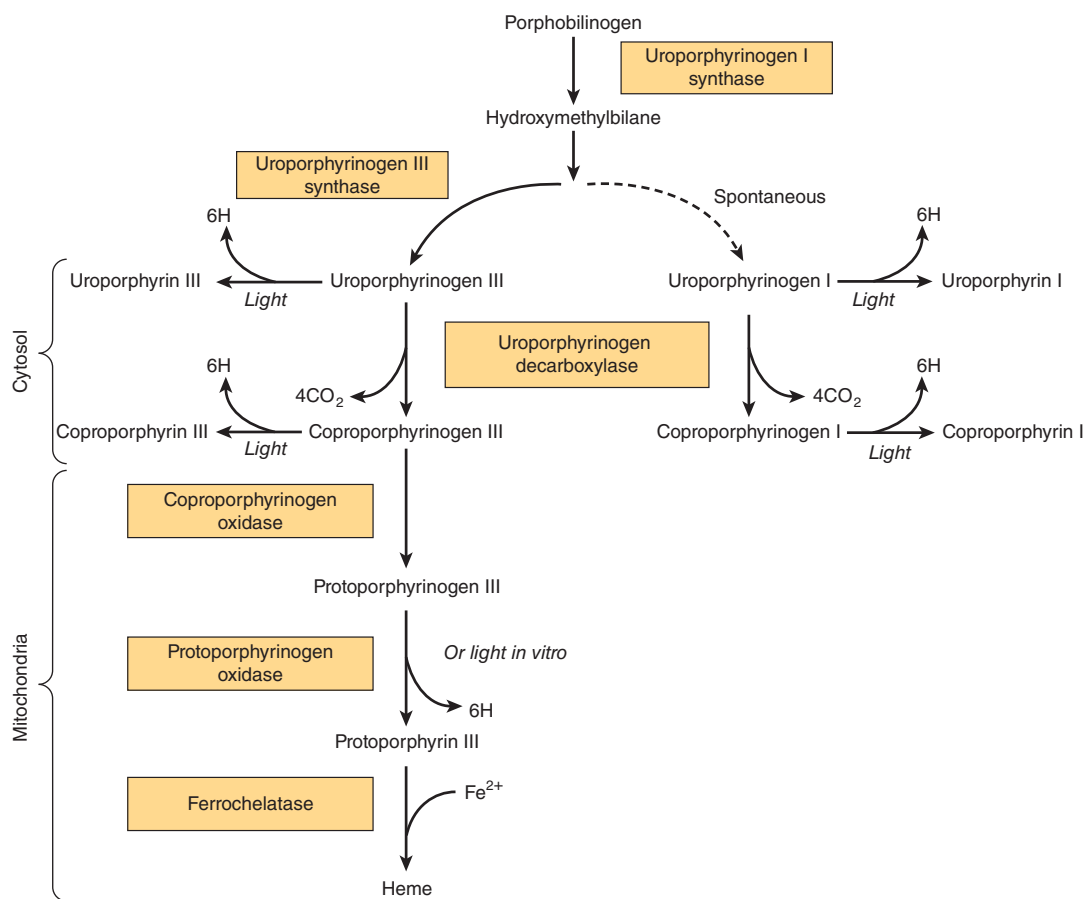 Porphobilinogen
Uroporphyrinogen I
synthase
Hydroxymethylbilane
Uroporphyrinogen III
synthase
Spontaneous
6H
6H
Uroporphyrin III
Light
Uroporphyrinogen III
Uroporphyrinogen I
Light
Uroporphyrin I
Cytosol
Uroporphyrinogen
decarboxylase
6H
4CO₂
4CO₂
6H
Coproporphyrin III
Light
Coproporphyrinogen III
Coproporphyrinogen I
Light
Coproporphyrin I
Coproporphyrinogen
oxidase
Protoporphyrinogen III
Mitochondria
Protoporphyrinogen
oxidase
Or light in vitro
6H
Protoporphyrin III
Ferrochelatase
Fe²⁺
Heme